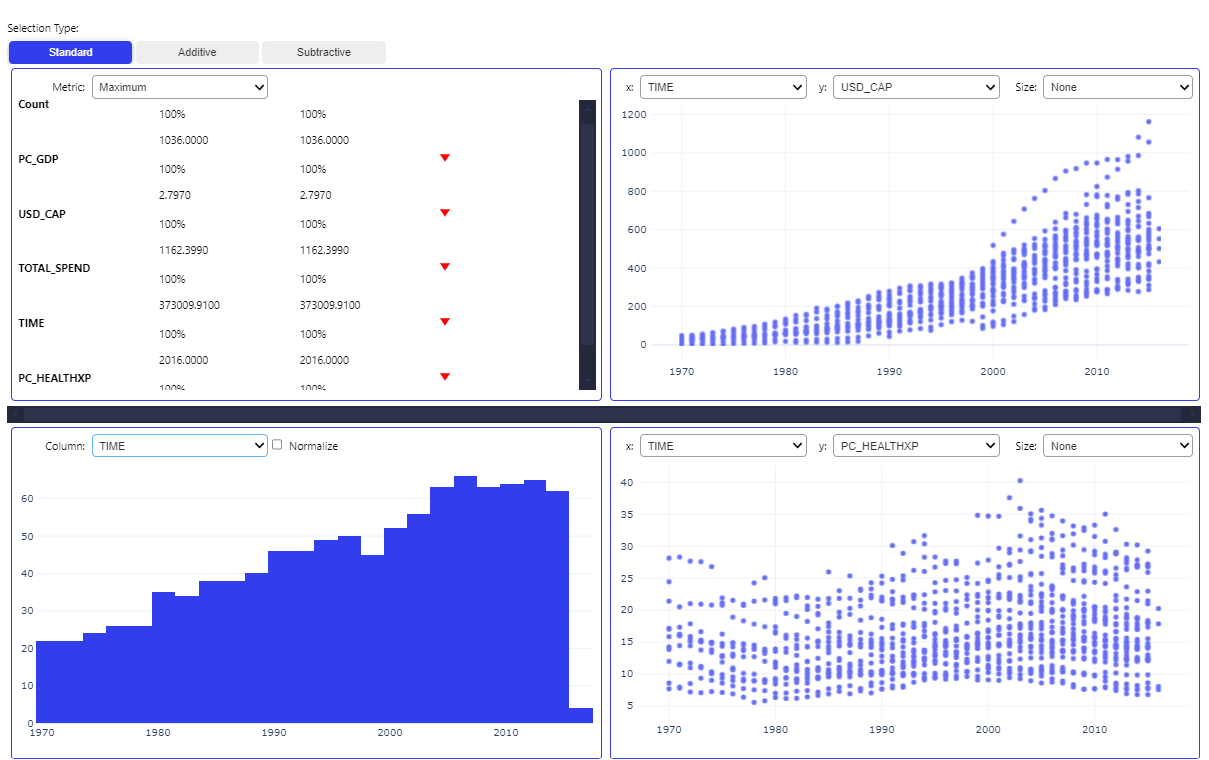 Selection Type:
Standard Additive Subtractive
Metric: Maximum
Count
100% 100%
1036.0000 1036.0000
PC_GDP
100% 100%
2.7970 2.7970
USD_CAP
100% 100%
1162.3990 1162.3990
TOTAL_SPEND
100% 100%
373009.9100 373009.9100
TIME
100% 100%
2016.0000 2016.0000
PC_HEALTHXP
100% 100%
x: TIME y: USD_CAP Size: None
1200
1000
800
600
400
200
0
1970 1980 1990 2000 2010
Column: TIME Normalize
60
50
40
30
20
10
0
1970 1980 1990 2000 2010
x: TIME y: PC_HEALTHXP Size: None
40
35
30
25
20
15
10
5
1970 1980 1990 2000 2010